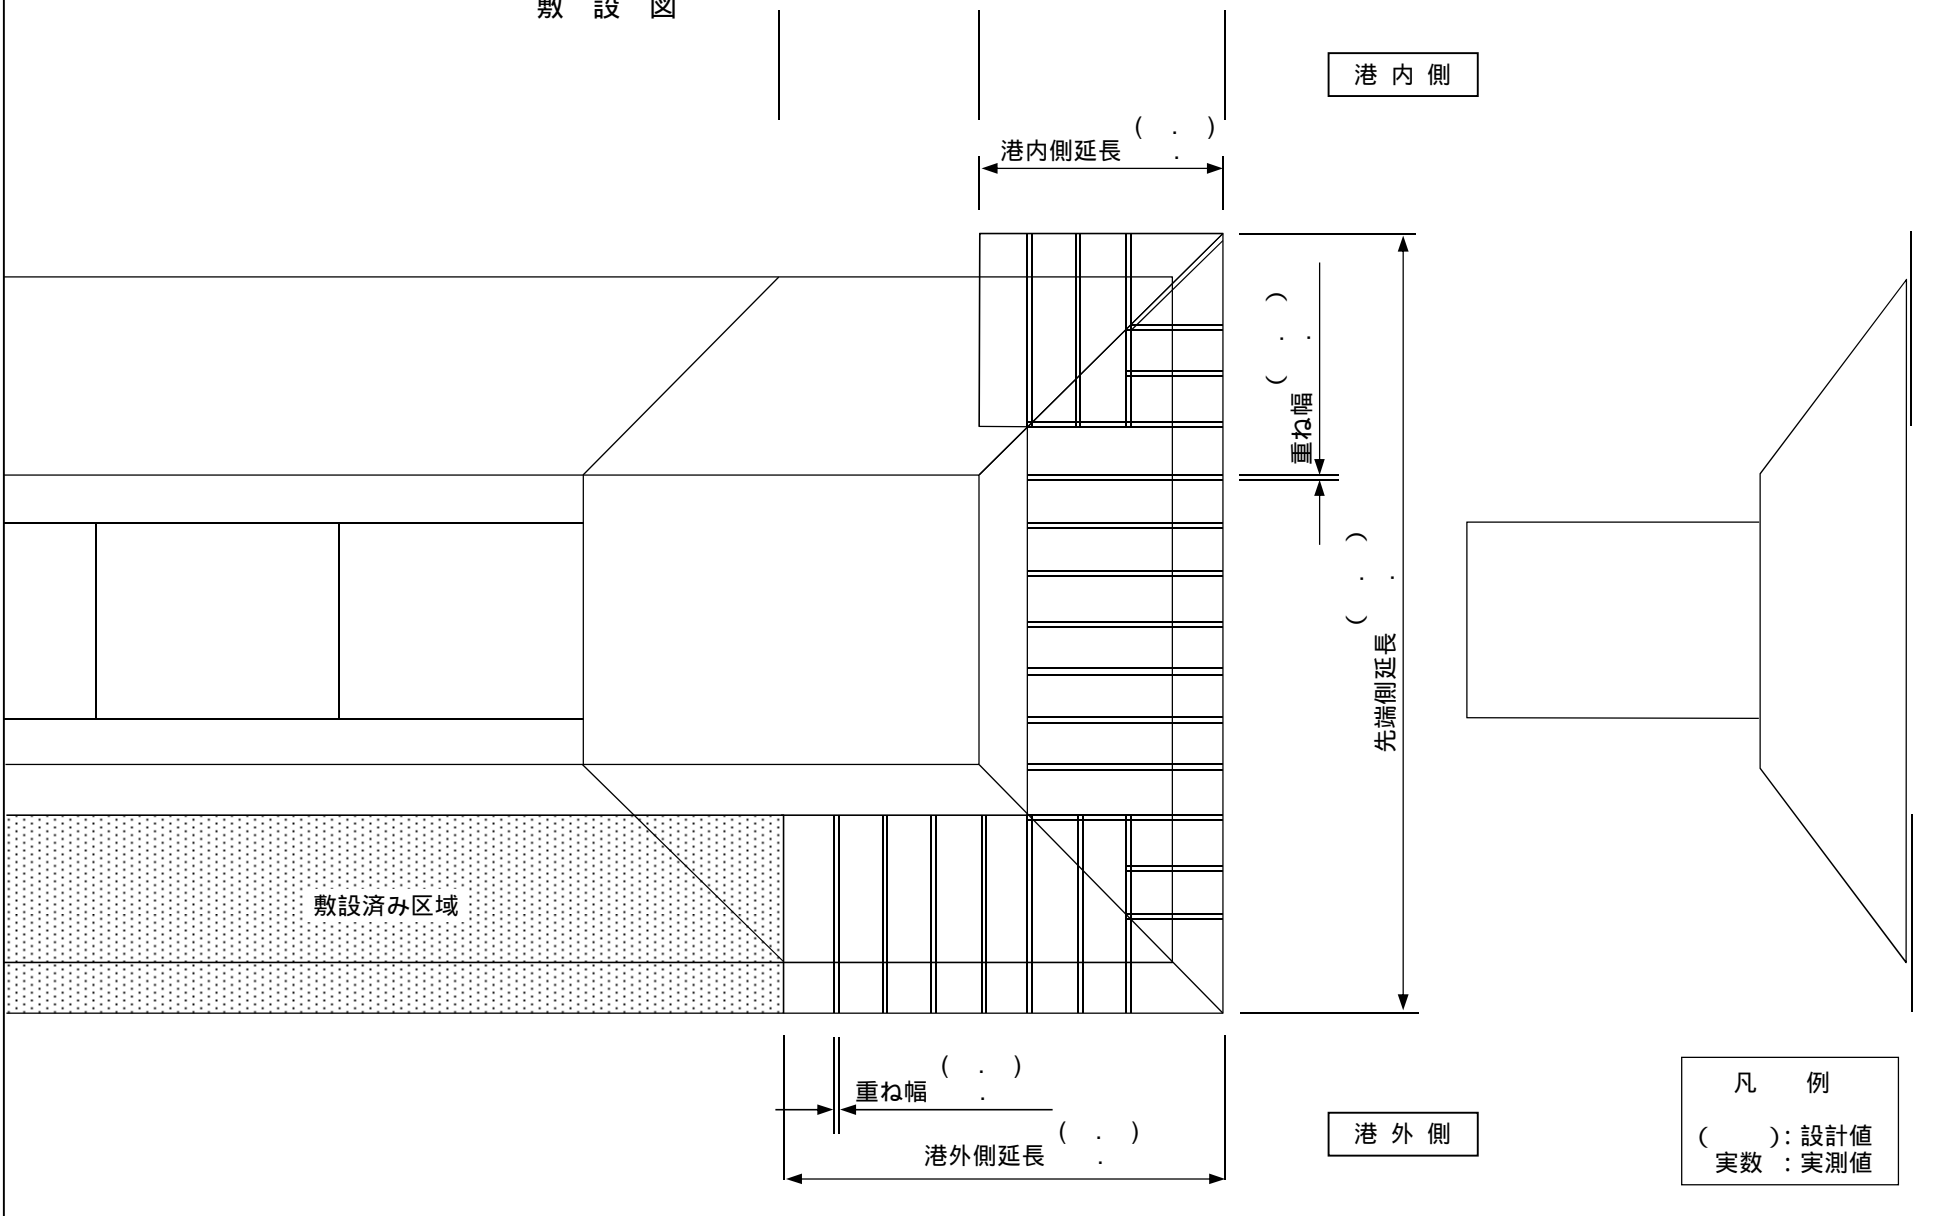 敷 設 図
港 内 側
( . )
港内側延長 .
( . )
重ね幅 .
( . )
先端側延長 .
敷設済み区域
( . )
重ね幅 .
( . )
港外側延長 .
港 外 側
凡 例
( ): 設計値
実数 : 実測値